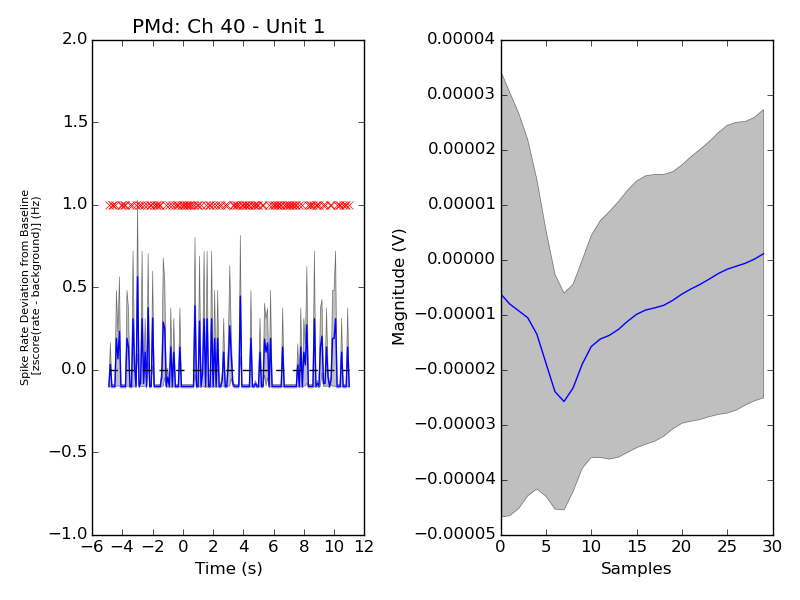 PMd: Ch 40 - Unit 1
2.0
1.5
1.0
0.5
0.0
−0.5
−1.0
Spike Rate Deviation from Baseline
[zscore(rate - background)] (Hz)
−6 −4 −2 0 2 4 6 8 10 12
Time (s)
0.00004
0.00003
0.00002
0.00001
0.00000
−0.00001
−0.00002
−0.00003
−0.00004
−0.00005
Magnitude (V)
0 5 10 15 20 25 30
Samples